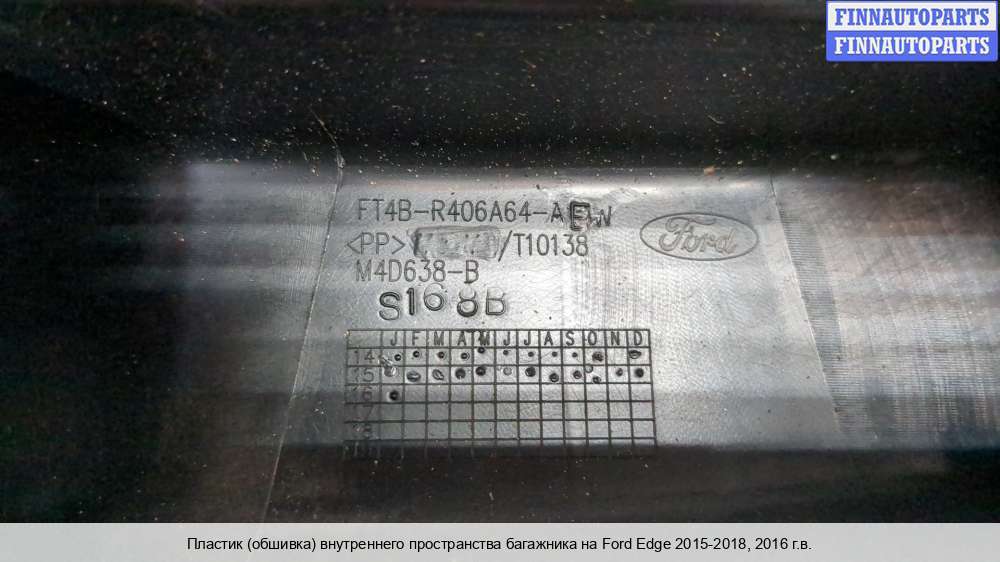 FINNAUTOPARTS
FINNAUTOPARTS
FT4B-R406A64-AEW
Ford
<PP> /T10138
M4D638-B
S168B
J F M A M J J A S O N D
14
15
16
17
18
Пластик (обшивка) внутреннего пространства багажника на Ford Edge 2015-2018, 2016 г.в.